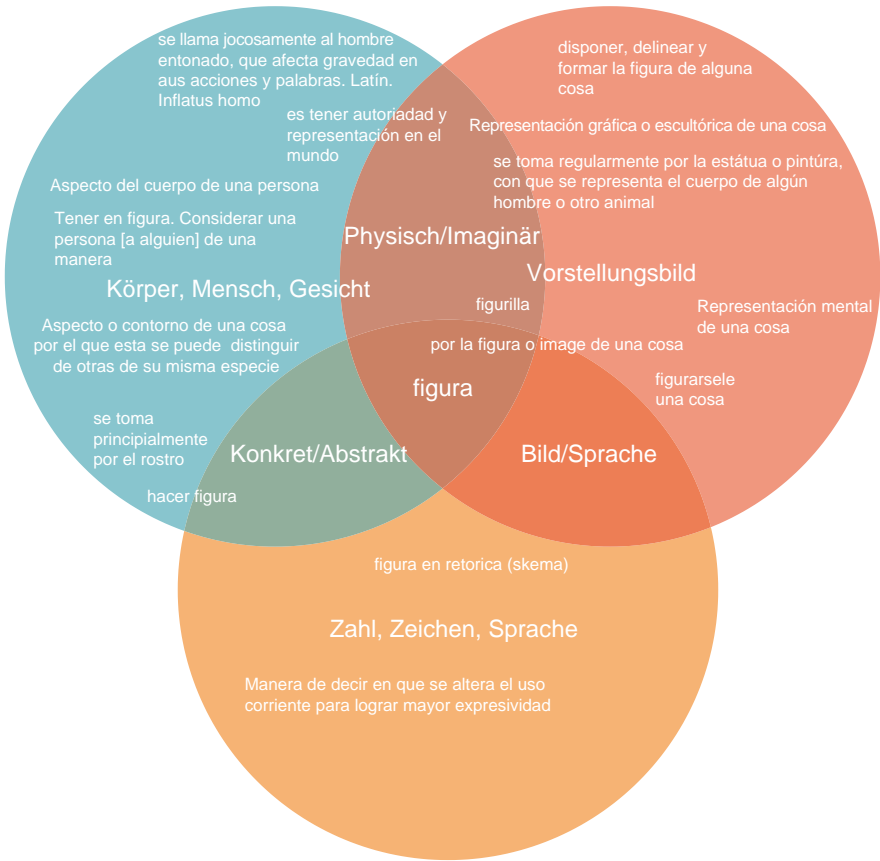 se llama jocosamente al hombre
entonado, que afecta gravedad en
aus acciones y palabras. Latín.
Inflatus homo
es tener autoriadad y
representación en el
mundo
Aspecto del cuerpo de una persona
Tener en figura. Considerar una
persona [a alguien] de una
manera
Körper, Mensch, Gesicht
Aspecto o contorno de una cosa
por el que esta se puede distinguir
de otras de su misma especie
se toma
principialmente
por el rostro
hacer figura
disponer, delinear y
formar la figura de alguna
cosa
Representación gráfica o escultórica de una cosa
se toma regularmente por la estátua o pintúra,
con que se representa el cuerpo de algún
hombre o otro animal
Physisch/Imaginär
Vorstellungsbild
figurilla
Representación mental
de una cosa
por la figura o image de una cosa
figura
figurarsele
una cosa
Konkret/Abstrakt
Bild/Sprache
figura en retorica (skema)
Zahl, Zeichen, Sprache
Manera de decir en que se altera el uso
corriente para lograr mayor expresividad